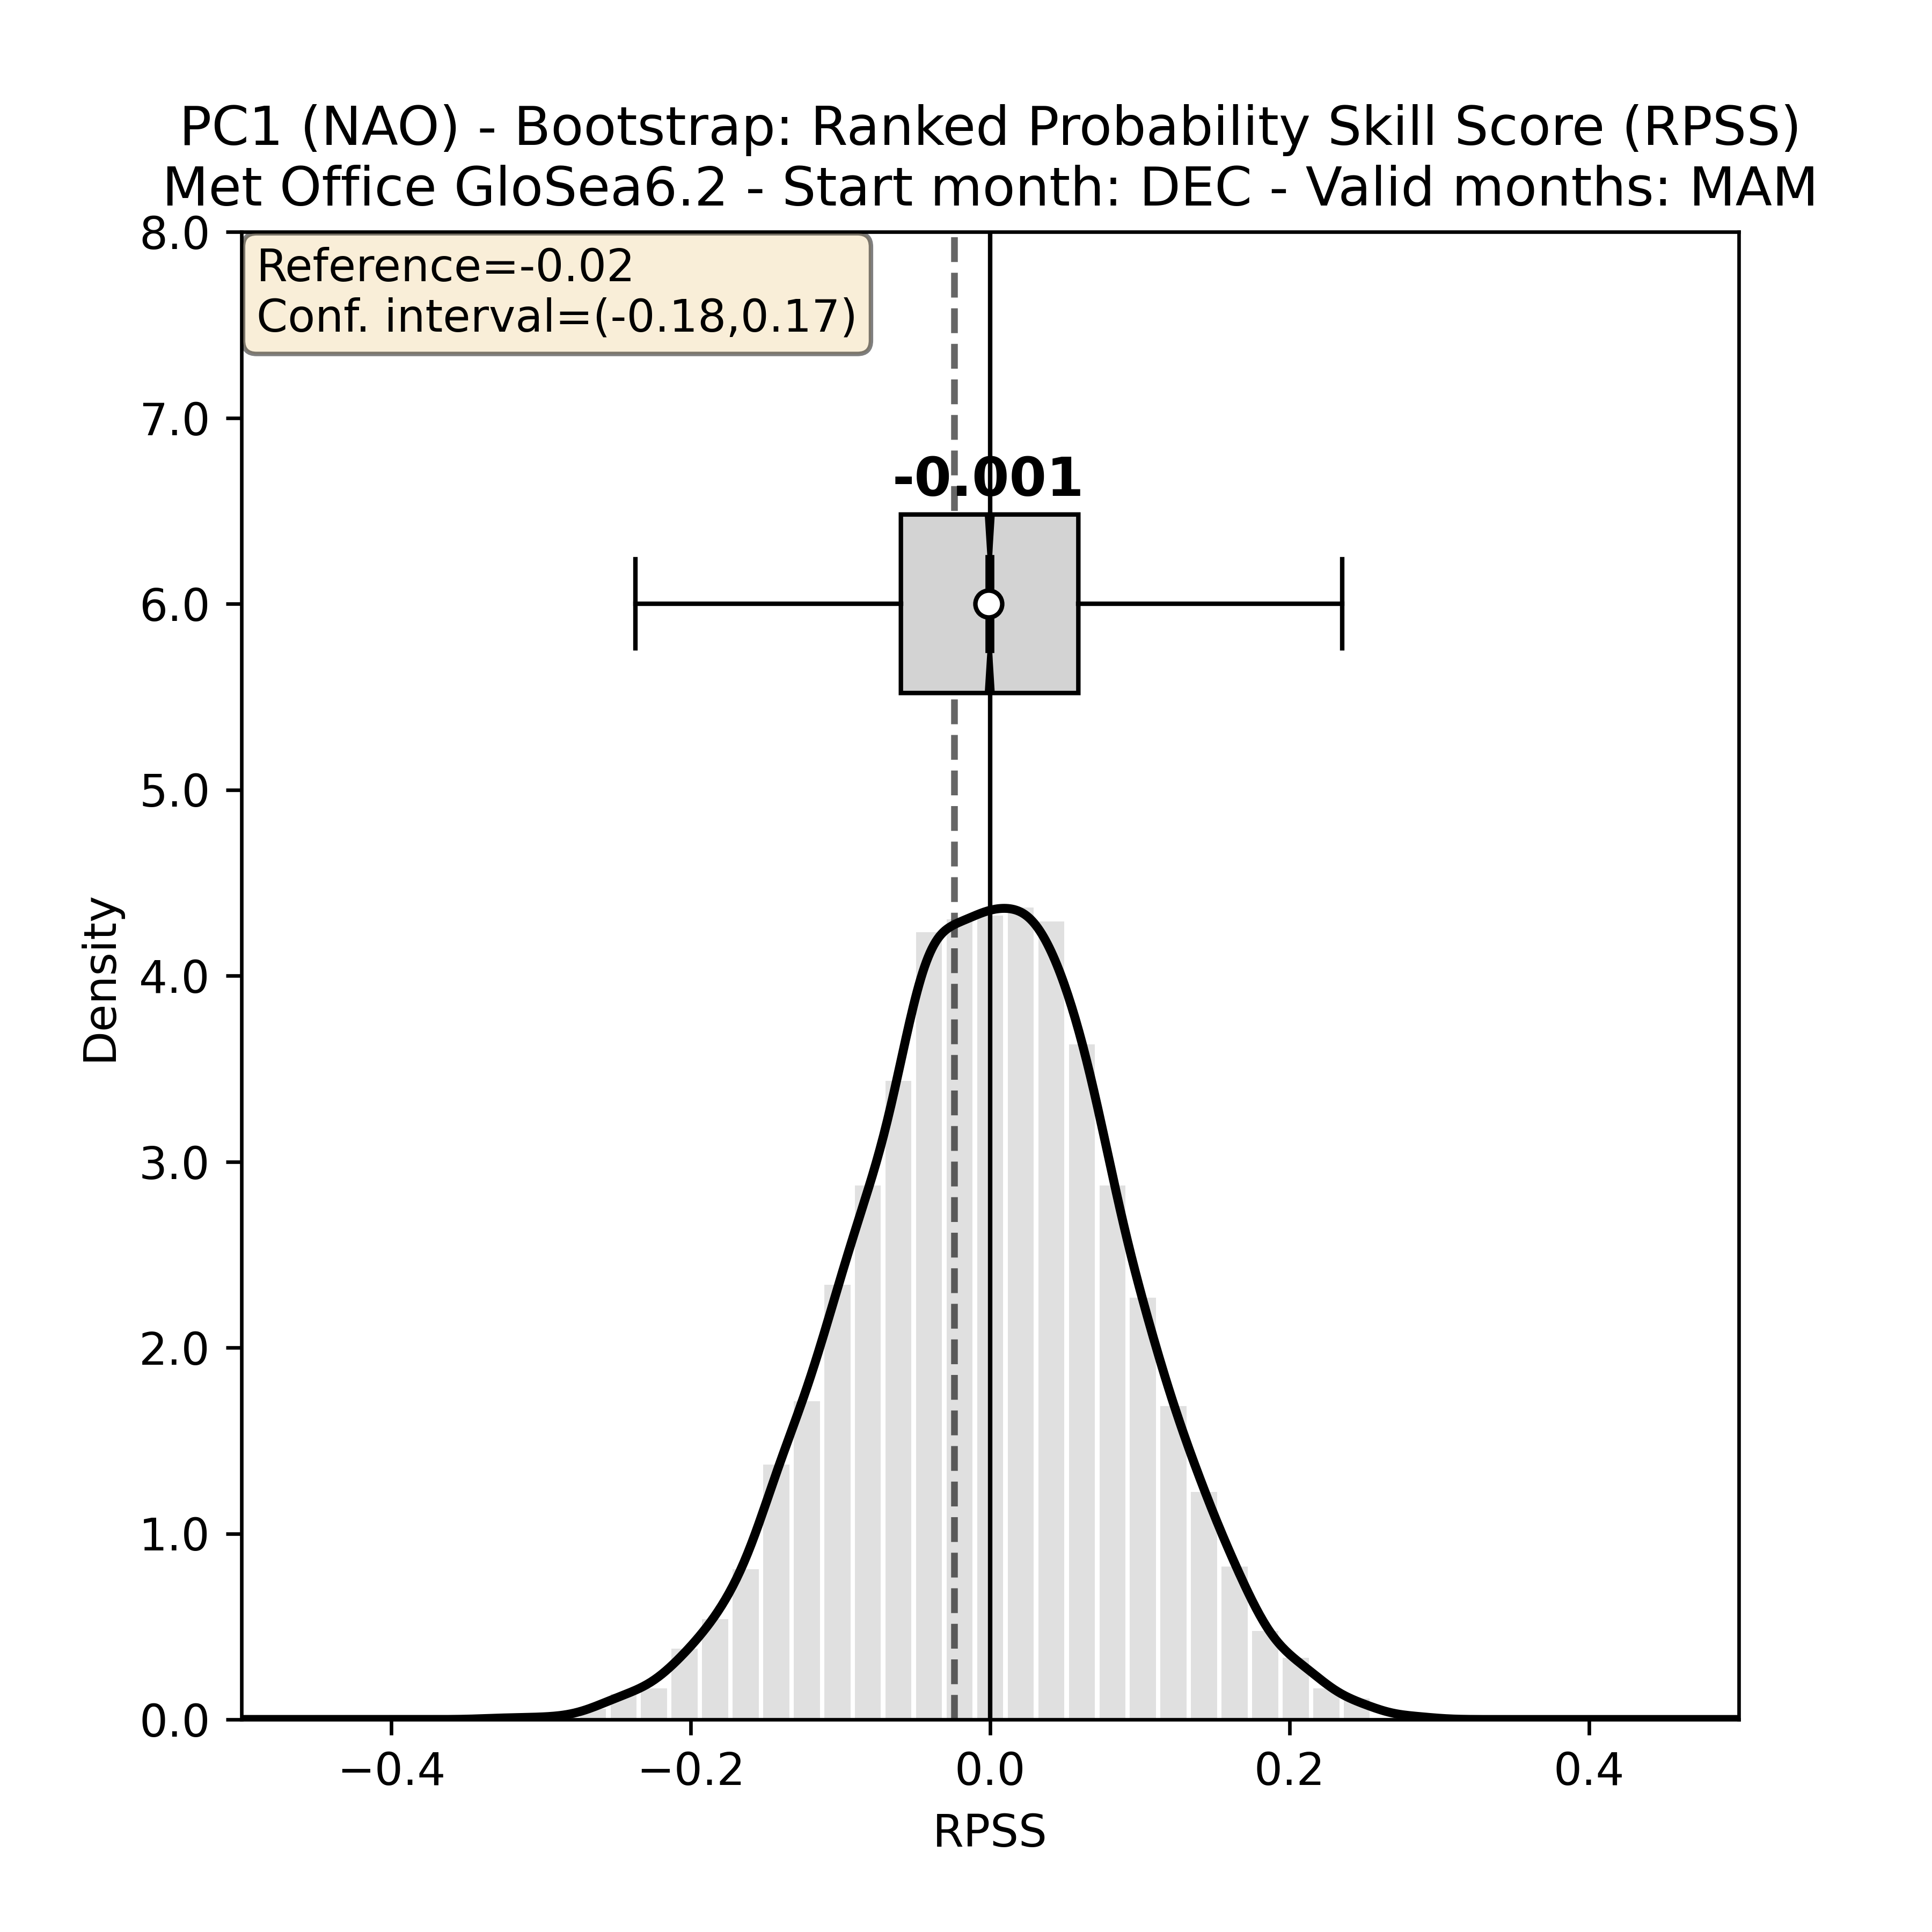 PC1 (NAO) - Bootstrap: Ranked Probability Skill Score (RPSS)
Met Office GloSea6.2 - Start month: DEC - Valid months: MAM
Reference=-0.02
Conf. interval=(-0.18,0.17)
-0.001
8.0
7.0
6.0
5.0
4.0
3.0
2.0
1.0
0.0
Density
−0.4
−0.2
0.0
0.2
0.4
RPSS